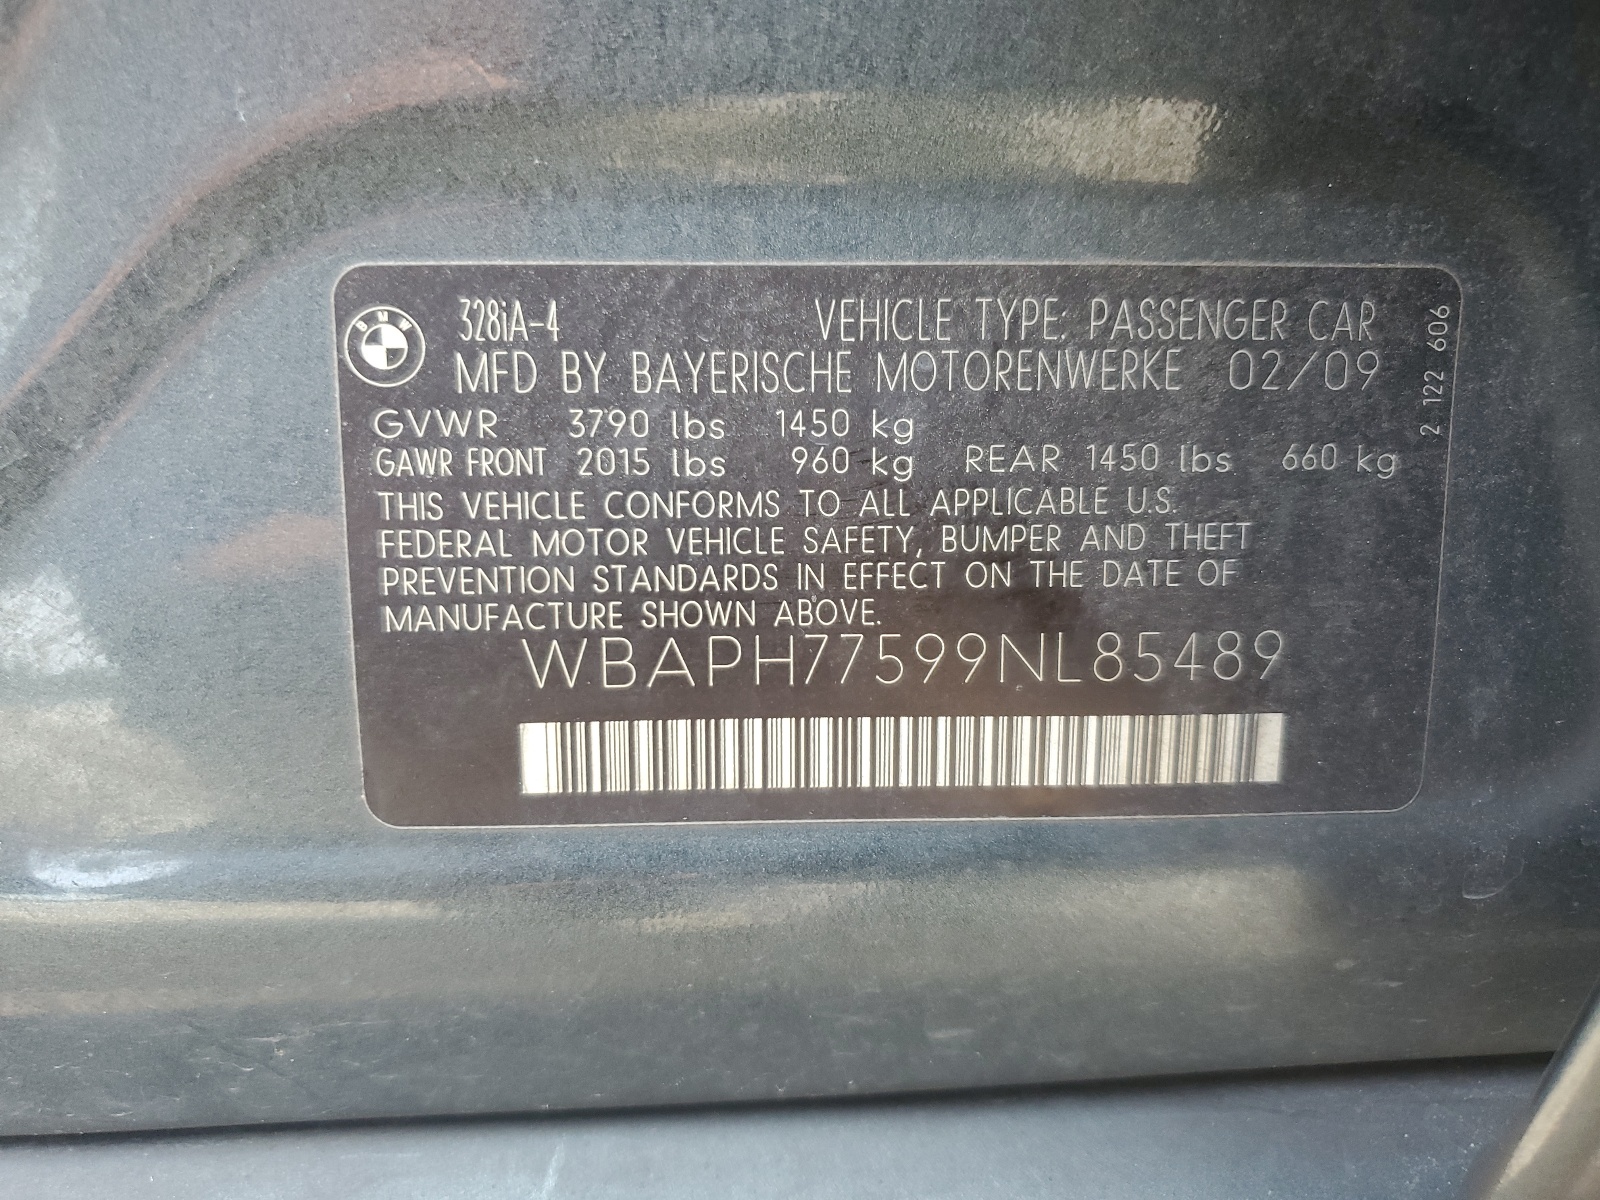 BMW
328iA-4 VEHICLE TYPE: PASSENGER CAR
MFD BY BAYERISCHE MOTORENWERKE 02/09
GVWR 3790 lbs 1450 kg
GAWR FRONT 2015 lbs 960 kg REAR 1450 lbs 660 kg
THIS VEHICLE CONFORMS TO ALL APPLICABLE U.S.
FEDERAL MOTOR VEHICLE SAFETY, BUMPER AND THEFT
PREVENTION STANDARDS IN EFFECT ON THE DATE OF
MANUFACTURE SHOWN ABOVE.
WBAPH77599NL85489
2 122 606